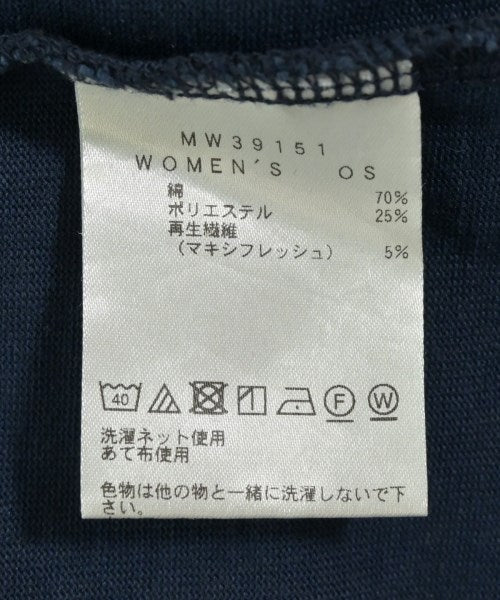 MW39151
WOMEN'S OS
綿 70%
ポリエステル 25%
再生繊維
(マキシフレッシュ) 5%
40 F W
洗濯ネット使用
あて布使用
色物は他の物と一緒に洗濯しないで下
さい。